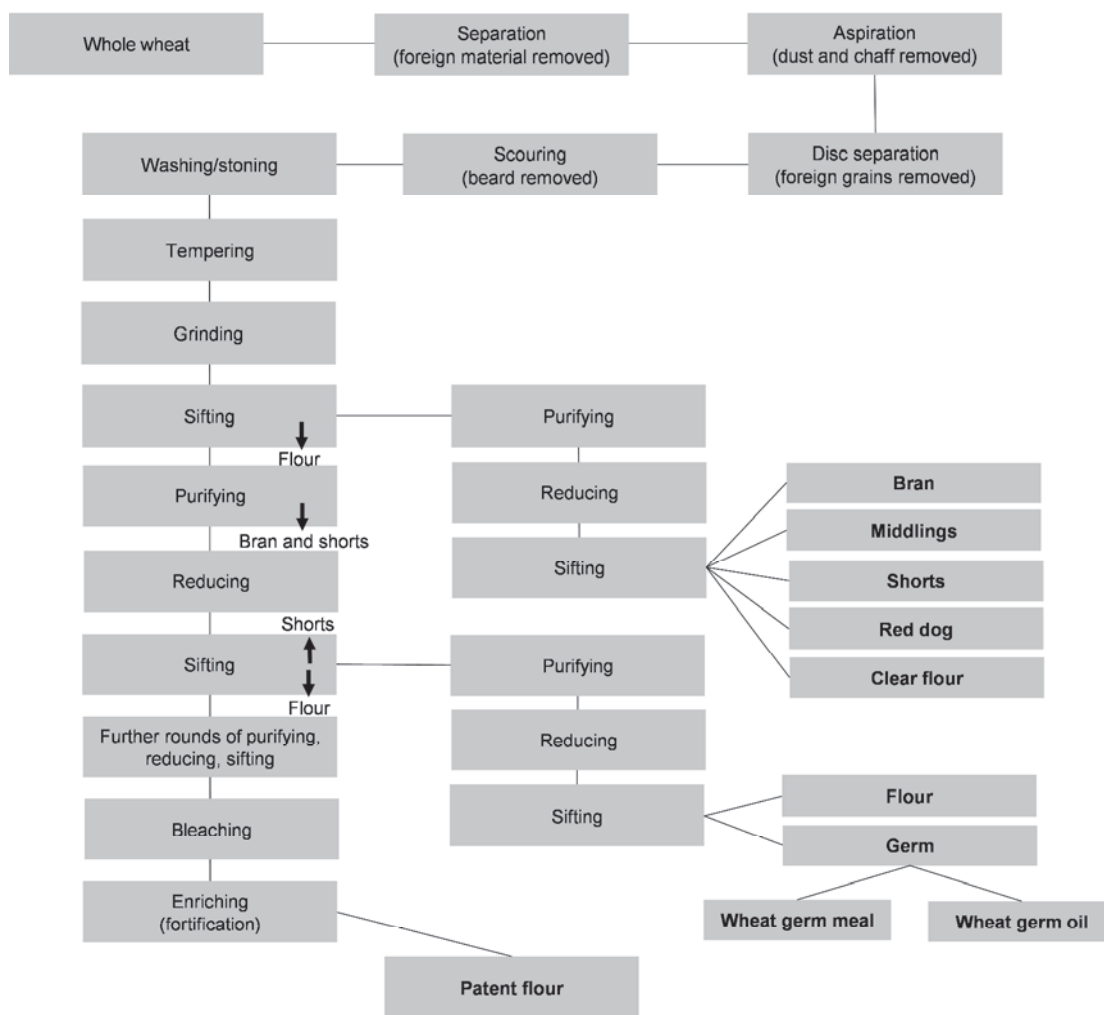 Whole wheat
Separation
(foreign material removed)
Aspiration
(dust and chaff removed)
Washing/stoning
Scouring
(beard removed)
Disc separation
(foreign grains removed)
Tempering
Grinding
Sifting
Flour
Purifying
Bran and shorts
Reducing
Shorts
Sifting
Flour
Further rounds of purifying,
reducing, sifting
Bleaching
Enriching
(fortification)
Patent flour
Purifying
Reducing
Sifting
Bran
Middlings
Shorts
Red dog
Clear flour
Purifying
Reducing
Sifting
Flour
Germ
Wheat germ meal
Wheat germ oil